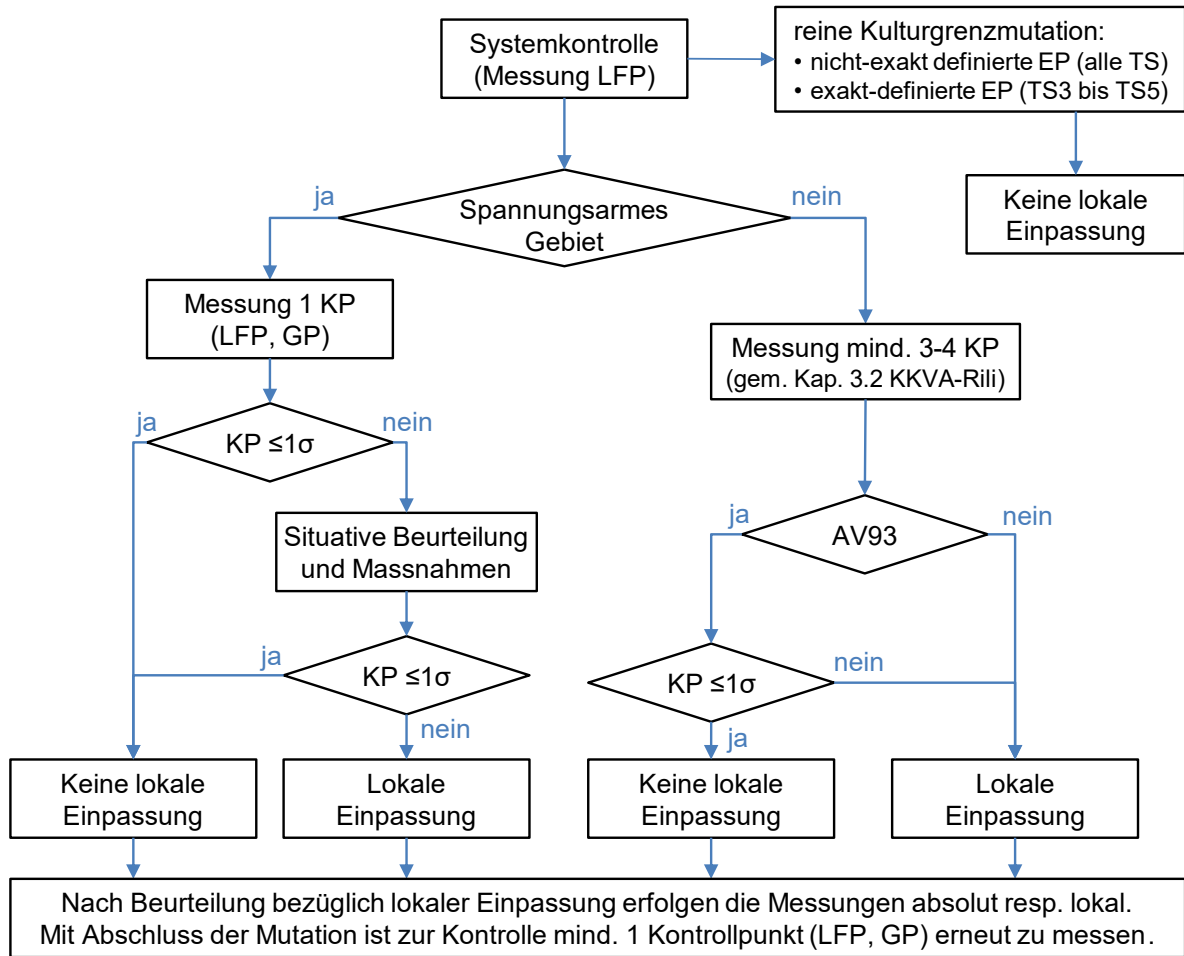 Systemkontrolle
(Messung LFP)
reine Kulturgrenzmutation:
• nicht-exakt definierte EP (alle TS)
• exakt-definierte EP (TS3 bis TS5)
ja
nein
Spannungsarmes
Gebiet
Keine lokale
Einpassung
Messung 1 KP
(LFP, GP)
Messung mind. 3-4 KP
(gem. Kap. 3.2 KKVA-Rili)
ja
nein
KP ≤1σ
Situative Beurteilung
und Massnahmen
ja
nein
AV93
ja
KP ≤1σ
nein
KP ≤1σ
nein
ja
Keine lokale
Einpassung
Lokale
Einpassung
Keine lokale
Einpassung
Lokale
Einpassung
Nach Beurteilung bezüglich lokaler Einpassung erfolgen die Messungen absolut resp. lokal.
Mit Abschluss der Mutation ist zur Kontrolle mind. 1 Kontrollpunkt (LFP, GP) erneut zu messen.